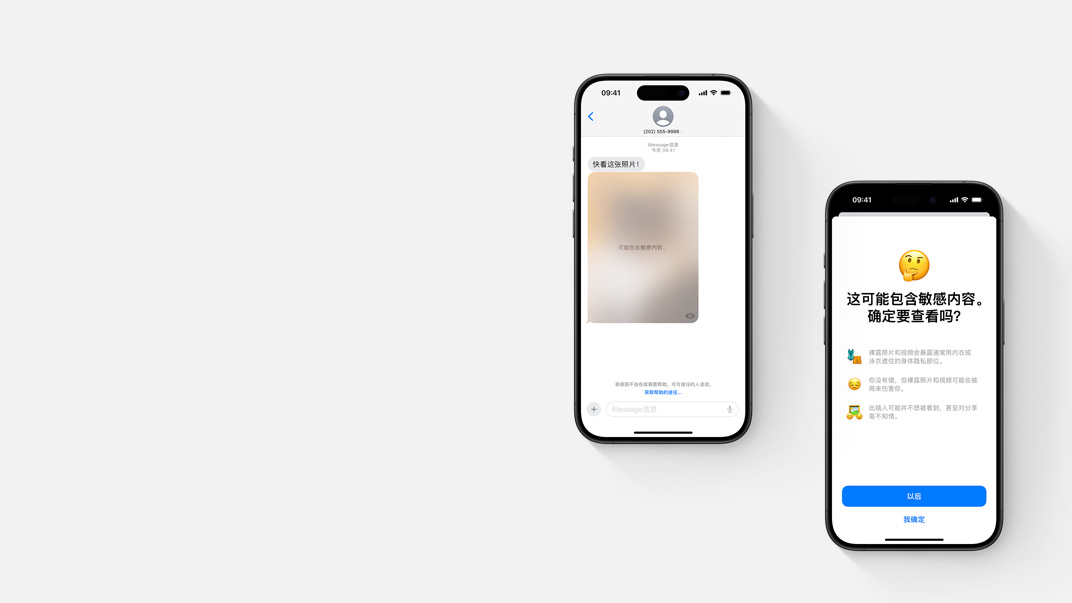 09:41
(202) 555-9998
iMessage信息
今天 09:41
快看这张照片！
可能包含敏感内容。
若感到不自在或需要帮助，可与信任的人谈谈。
获取帮助的途径...
iMessage信息
09:41
这可能包含敏感内容。
确定要查看吗？
裸露照片和视频会暴露通常用内衣或
泳衣遮住的身体隐私部位。
你没有错，但裸露照片和视频可能会被
用来伤害你。
出镜人可能并不想被看到，甚至对分享
毫不知情。
以后
我确定